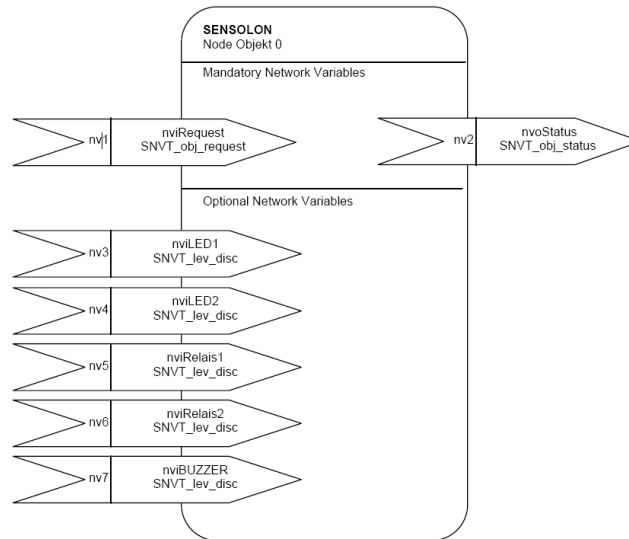 SENSOLON
Node Objekt 0
Mandatory Network Variables
nv1
nviRequest
SNVT_obj_request
nv2
nvoStatus
SNVT_obj_status
Optional Network Variables
nv3
nviLED1
SNVT_lev_disc
nv4
nviLED2
SNVT_lev_disc
nv5
nviRelais1
SNVT_lev_disc
nv6
nviRelais2
SNVT_lev_disc
nv7
nviBUZZER
SNVT_lev_disc